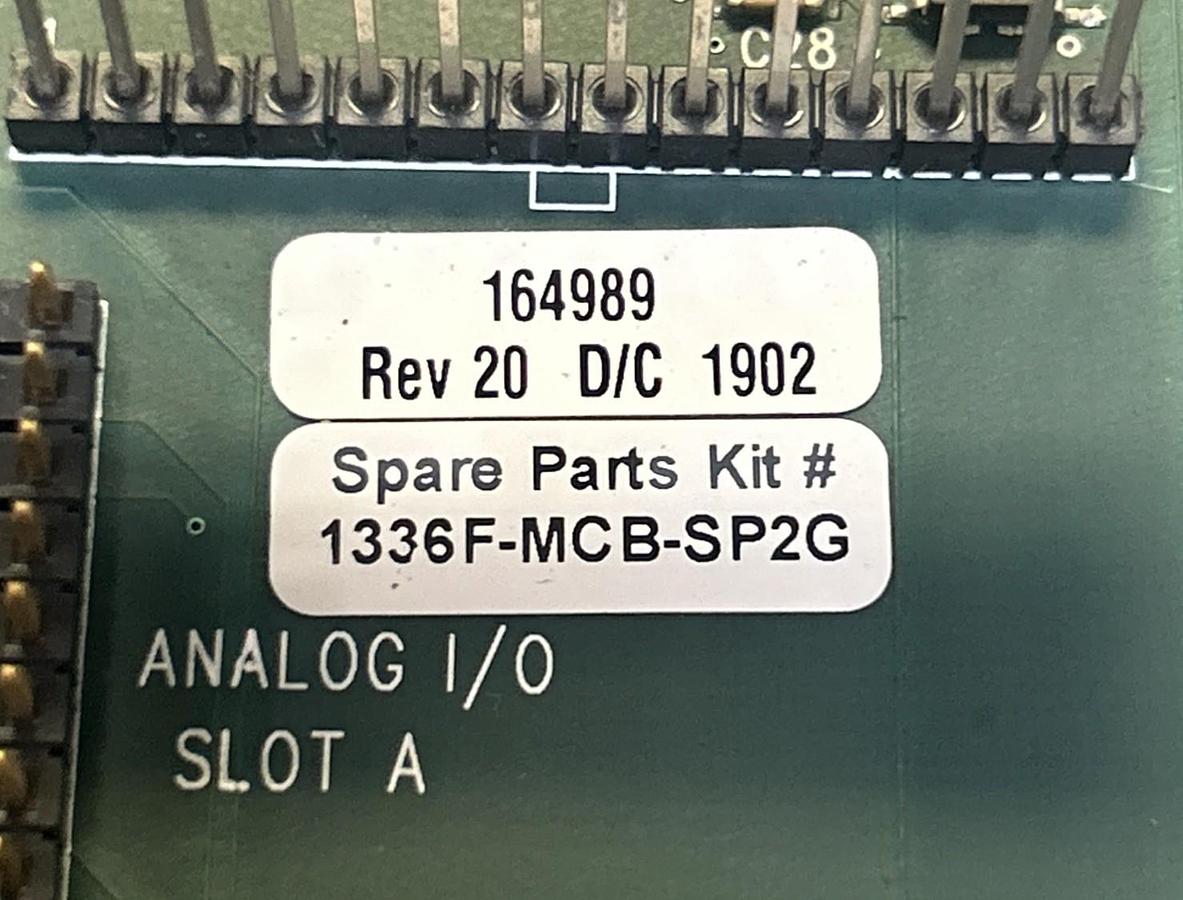 C28
164989
Rev 20 D/C 1902
Spare Parts Kit #
1336F-MCB-SP2G
ANALOG I/O
SLOT A